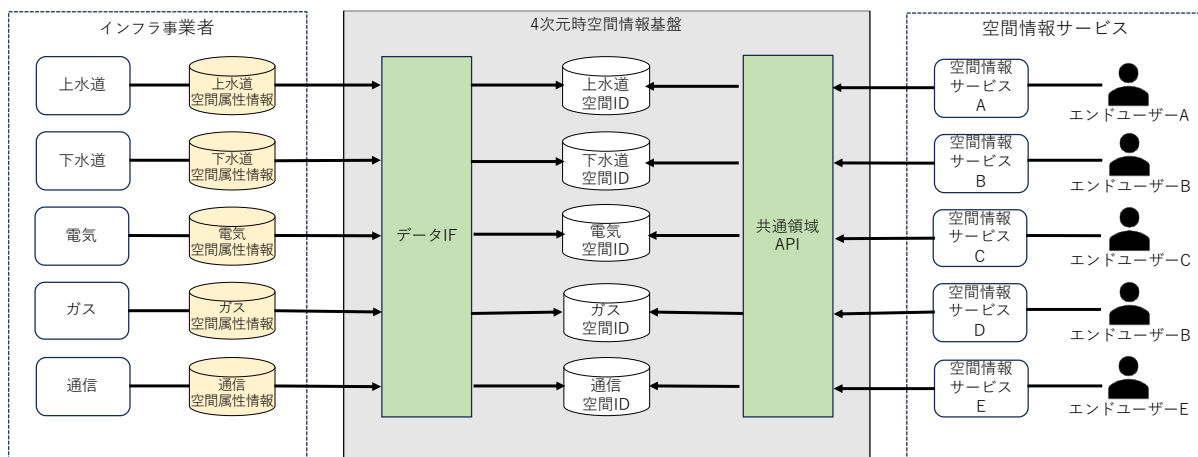 インフラ事業者
4次元時空間情報基盤
空間情報サービス
上水道
上水道
空間属性情報
上水道
空間ID
空間情報
サービス
A
エンドユーザーA
下水道
下水道
空間属性情報
下水道
空間ID
空間情報
サービス
B
エンドユーザーB
電気
電気
空間属性情報
データIF
電気
空間ID
共通領域
API
空間情報
サービス
C
エンドユーザーC
ガス
ガス
空間属性情報
ガス
空間ID
空間情報
サービス
D
エンドユーザーB
通信
通信
空間属性情報
通信
空間ID
空間情報
サービス
E
エンドユーザーE